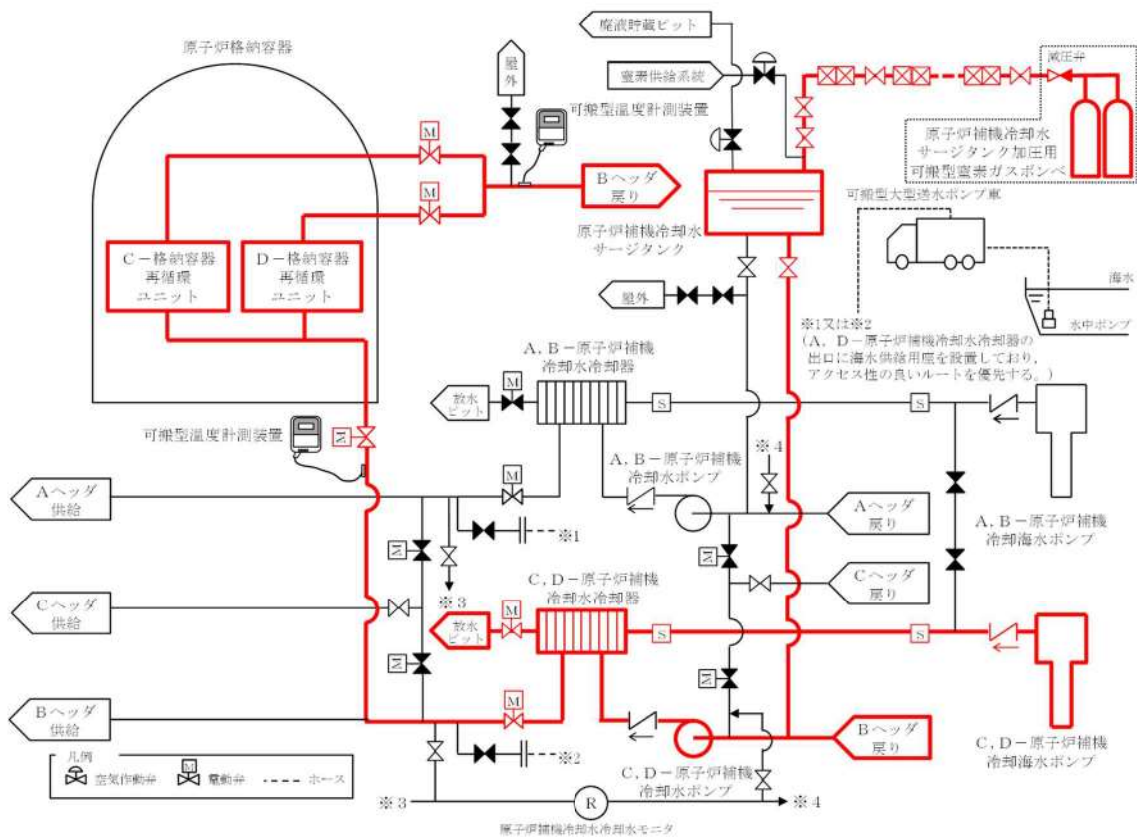 原子炉格納容器
屋外
可搬型温度計測装置
廃液貯蔵ピット
窒素供給系統
減圧弁
原子炉補機冷却水
サージタンク加圧用
可搬型窒素ガスボンベ
M
M
Bヘッダ
戻り
原子炉補機冷却水
サージタンク
可搬型大型送水ポンプ車
海水
水中ポンプ
C-格納容器
再循環
ユニット
D-格納容器
再循環
ユニット
屋外
※1又は※2
(A, D-原子炉補機冷却水冷却器の
出口に海水供給用座を設置しており,
アクセス性の良いルートを優先する。)
A, B-原子炉補機
冷却水冷却器
放水
ピット
M
S
S
可搬型温度計測装置
M
※4
A, B-原子炉補機
冷却水ポンプ
M
Aヘッダ
供給
Aヘッダ
戻り
A, B-原子炉補機
冷却海水ポンプ
※1
M
M
※3
Cヘッダ
供給
Cヘッダ
戻り
C, D-原子炉補機
冷却水冷却器
放水
ピット
M
S
S
M
M
M
Bヘッダ
供給
Bヘッダ
戻り
C, D-原子炉補機
冷却海水ポンプ
※2
C, D-原子炉補機
冷却水ポンプ
凡例
空気作動弁
M
電動弁
ホース
※3
R
※4
原子炉補機冷却水冷却水モニタ